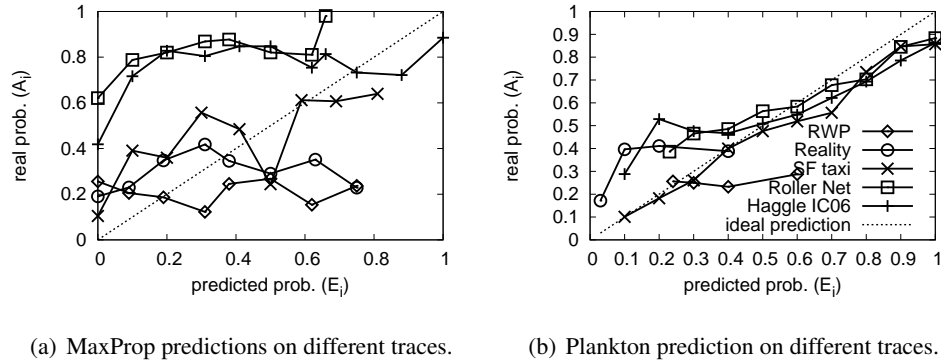 1
0.8
0.6
0.4
0.2
0
0 0.2 0.4 0.6 0.8 1
real prob. (A_i)
predicted prob. (E_i)
1
0.9
0.8
0.7
0.6
0.5
0.4
0.3
0.2
0.1
0
0 0.1 0.2 0.3 0.4 0.5 0.6 0.7 0.8 0.9 1
real prob. (A_i)
predicted prob. (E_i)
RWP
Reality
SF taxi
Roller Net
Haggle IC06
ideal prediction
(a) MaxProp predictions on different traces.
(b) Plankton prediction on different traces.